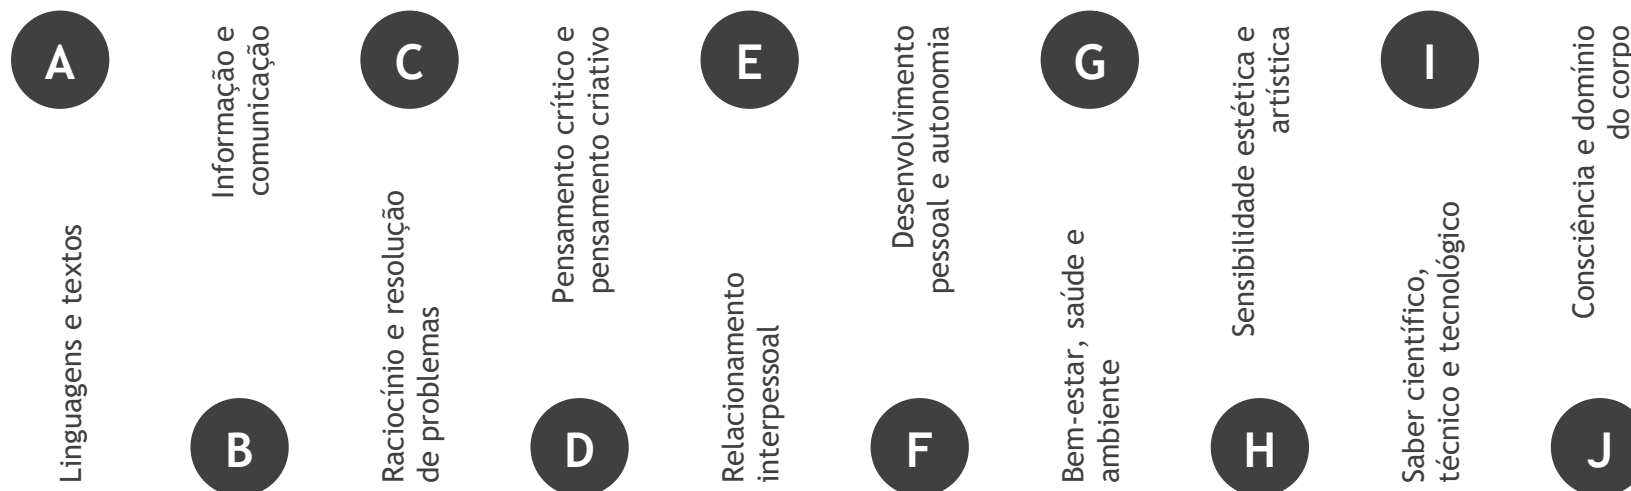 A
Linguagens e textos
Informação e
comunicação
B
C
Raciocínio e resolução
de problemas
Pensamento crítico e
pensamento criativo
D
E
Relacionamento
interpessoal
Desenvolvimento
pessoal e autonomia
F
G
Bem-estar, saúde e
ambiente
Sensibilidade estética e
artística
H
I
Saber científico,
técnico e tecnológico
Consciência e domínio
do corpo
J